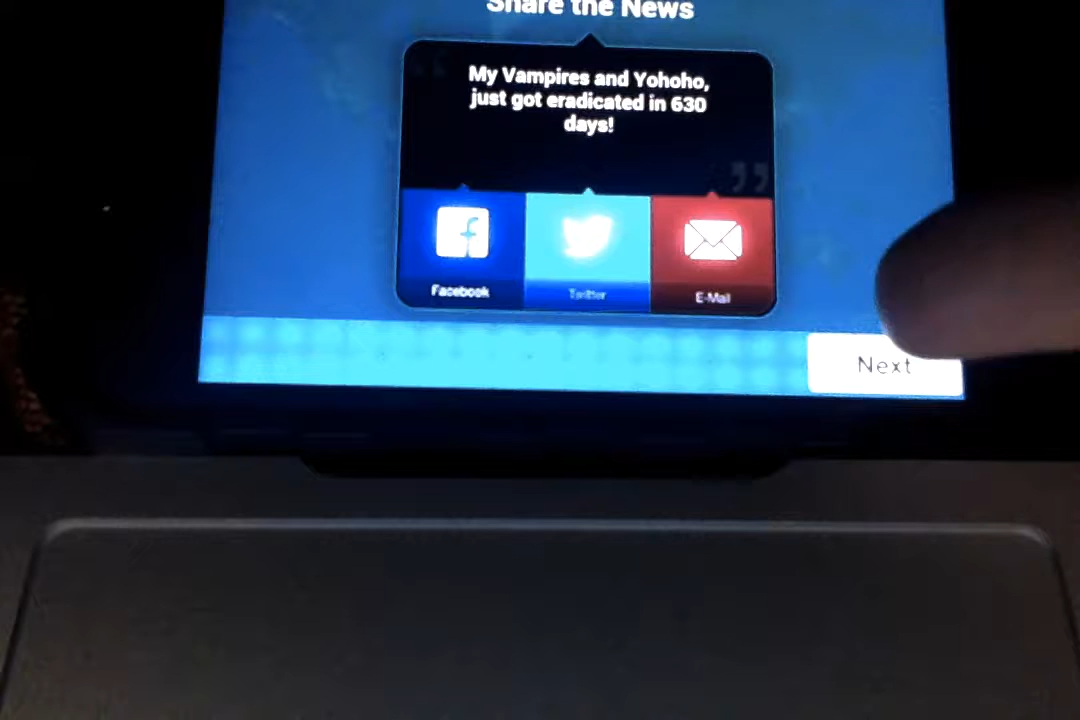 Share the News
My Vampires and Yohoho,
just got eradicated in 630
days!
Facebook
Twitter
E-Mail
Next